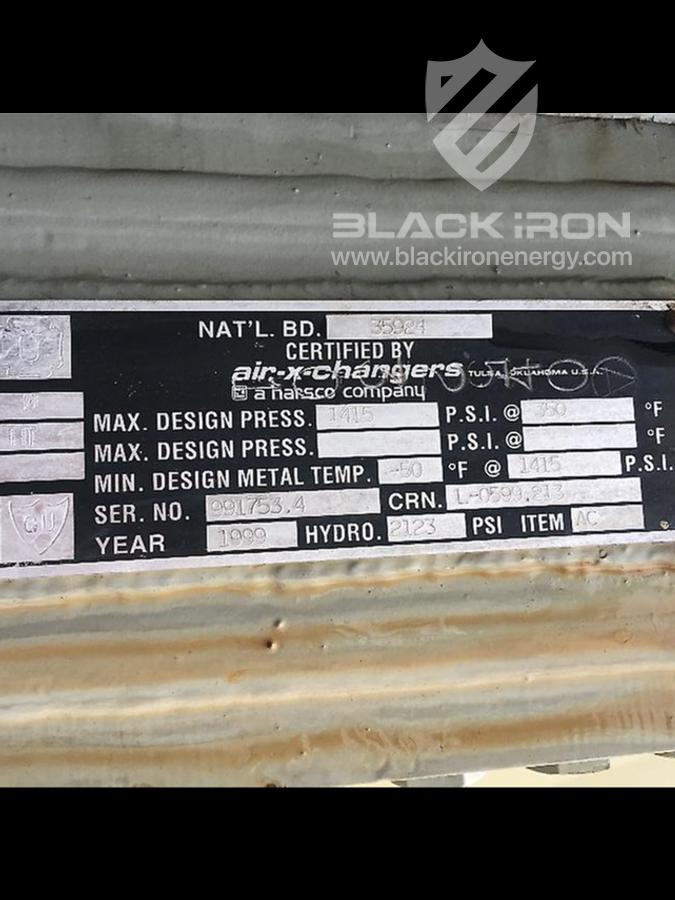 BLACK iRON
www.blackironenergy.com
NAT'L. BD. 35924
CERTIFIED BY
air-x-changers TULSA, OKLAHOMA U.S.A.
a harsco company
MAX. DESIGN PRESS. 1415 P.S.I. @ 350 °F
MAX. DESIGN PRESS. P.S.I. @ °F
MIN. DESIGN METAL TEMP. -50 °F @ 1415 P.S.I.
SER. NO. 991753.4 CRN. L-0599.213
YEAR 1999 HYDRO. 2123 PSI ITEM AC